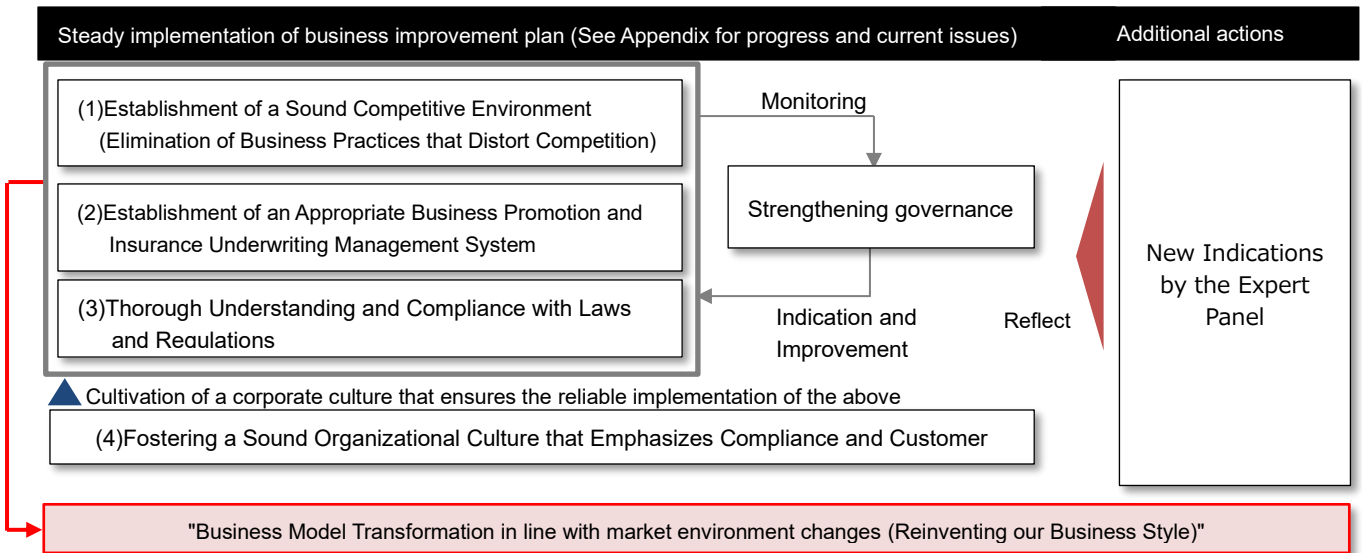 Steady implementation of business improvement plan (See Appendix for progress and current issues)
Additional actions
(1)Establishment of a Sound Competitive Environment
(Elimination of Business Practices that Distort Competition)
(2)Establishment of an Appropriate Business Promotion and
Insurance Underwriting Management System
(3)Thorough Understanding and Compliance with Laws
and Regulations
Monitoring
Strengthening governance
Indication and
Improvement
Reflect
New Indications
by the Expert
Panel
Cultivation of a corporate culture that ensures the reliable implementation of the above
(4)Fostering a Sound Organizational Culture that Emphasizes Compliance and Customer
"Business Model Transformation in line with market environment changes (Reinventing our Business Style)"